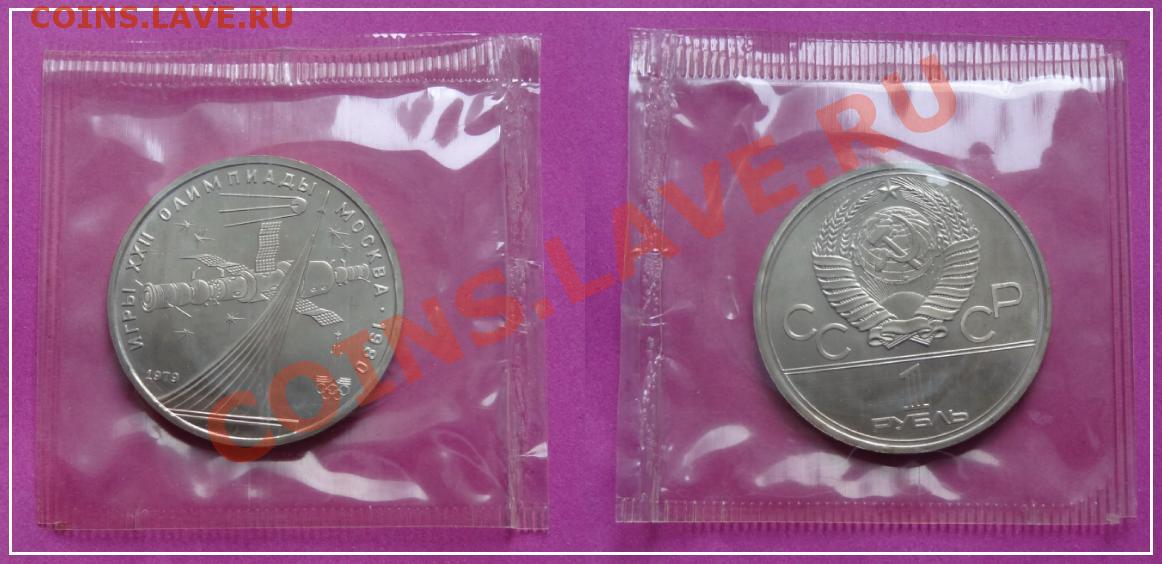 COINS.LAVE.RU
ИГРЫ XXII ОЛИМПИАДЫ МОСКВА · 1980
1979
СССР
1
РУБЛЬ
COINS.LAVE.RU